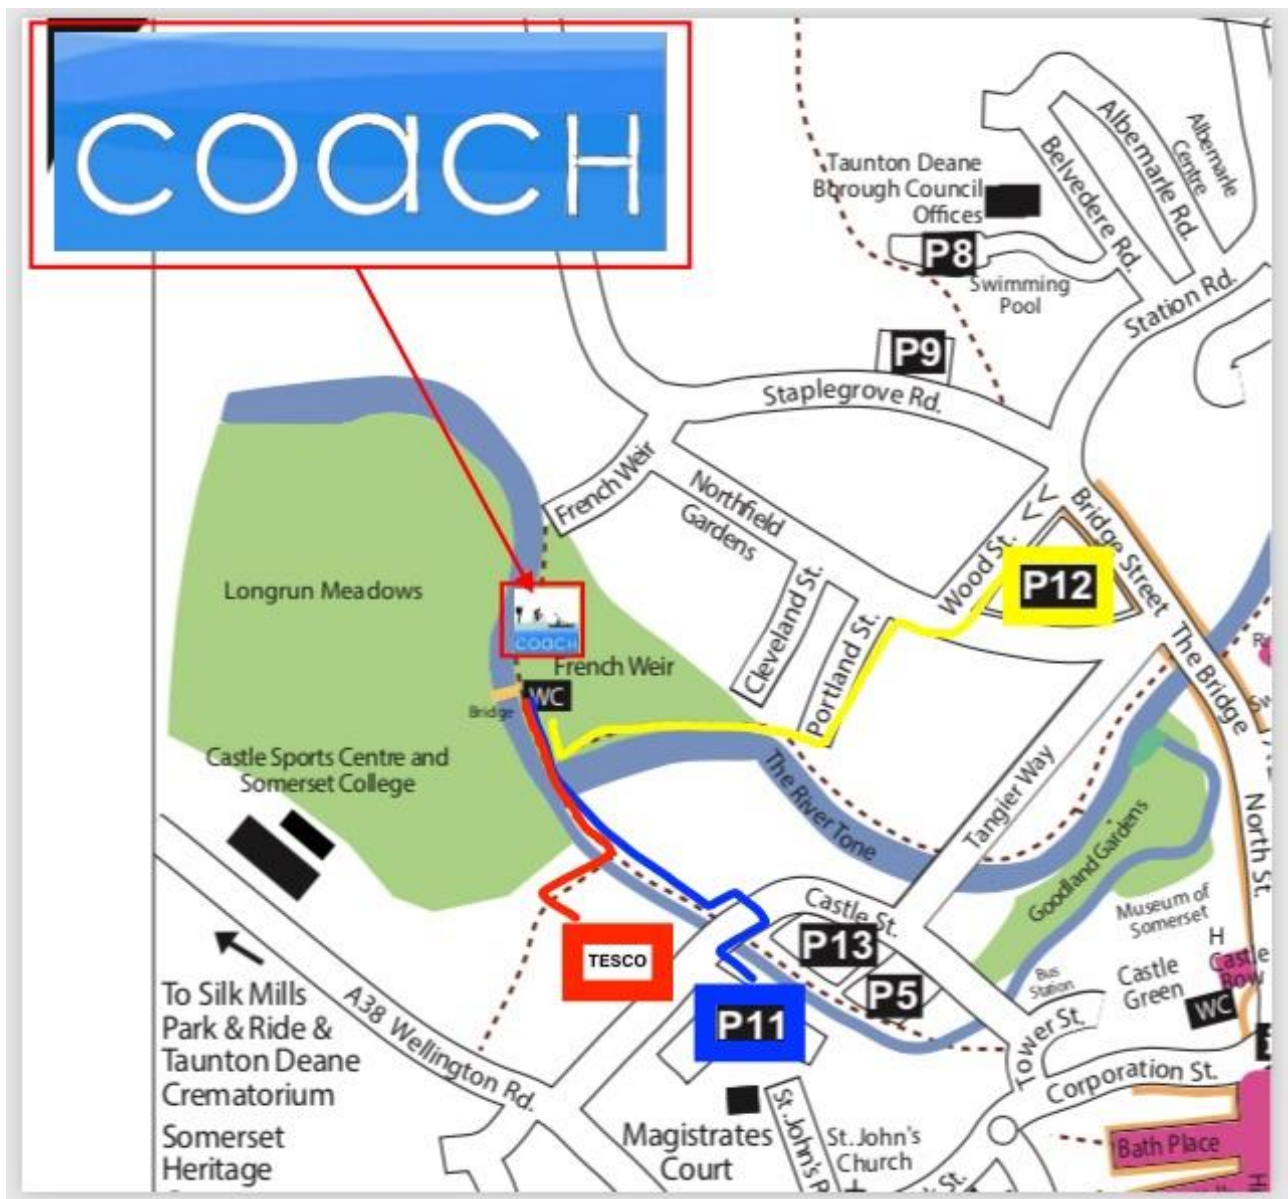 COACH
Taunton Deane
Borough Council
Offices
P8
Swimming
Pool
Belvedere Rd.
Albemarle Rd.
Albemarle
Centre
Station Rd.
P9
Staplegrove Rd.
French Weir
Northfield
Gardens
Bridge Street
Wood St.
P12
Longrun Meadows
COACH
French Weir
WC
Bridge
Cleveland St.
Portland St.
The Bridge
Castle Sports Centre and
Somerset College
The River Tone
Tangier Way
Goodland Gardens
North St.
Museum of
Somerset
H
Castle
Bow
Castle
Green
WC
Bus
Station
Castle St.
P13
P5
TESCO
P11
To Silk Mills
Park & Ride &
Taunton Deane
Crematorium
Somerset
Heritage
A38 Wellington Rd.
Tower St.
Corporation St.
Magistrates
Court
St. John's
St. John's
Church
Bath Place
St.